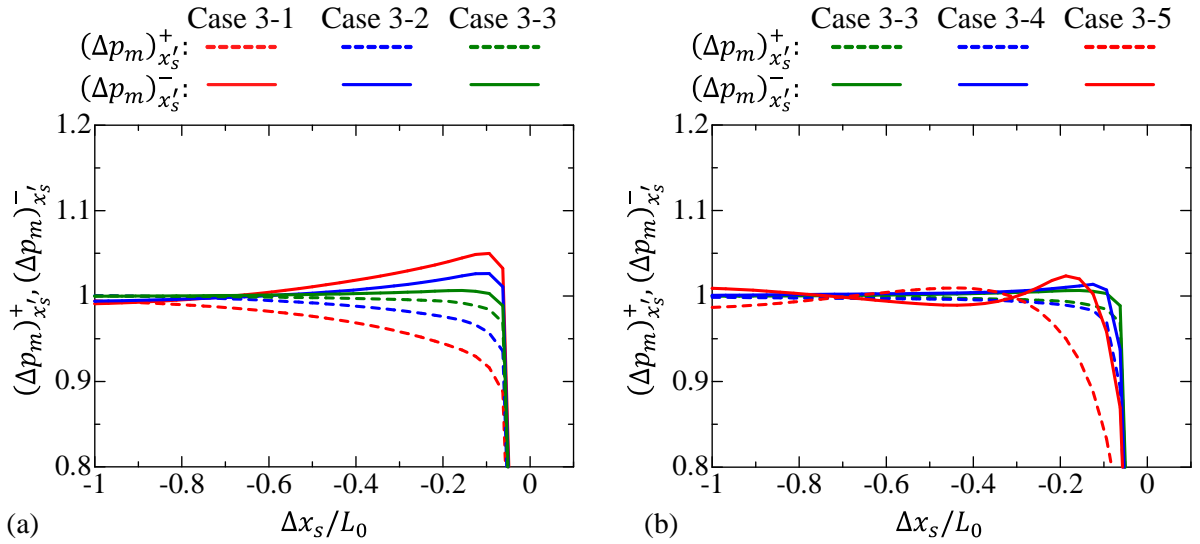 Case 3-1 Case 3-2 Case 3-3
(Δp_m)^+_{x′_s}:
(Δp_m)^-_{x′_s}:
1.2
1.1
1
0.9
0.8
(Δp_m)^+_{x′_s}, (Δp_m)^-_{x′_s}
-1 -0.8 -0.6 -0.4 -0.2 0
Δx_s/L_0
(a)
Case 3-3 Case 3-4 Case 3-5
(Δp_m)^+_{x′_s}:
(Δp_m)^-_{x′_s}:
1.2
1.1
1
0.9
0.8
(Δp_m)^+_{x′_s}, (Δp_m)^-_{x′_s}
-1 -0.8 -0.6 -0.4 -0.2 0
Δx_s/L_0
(b)